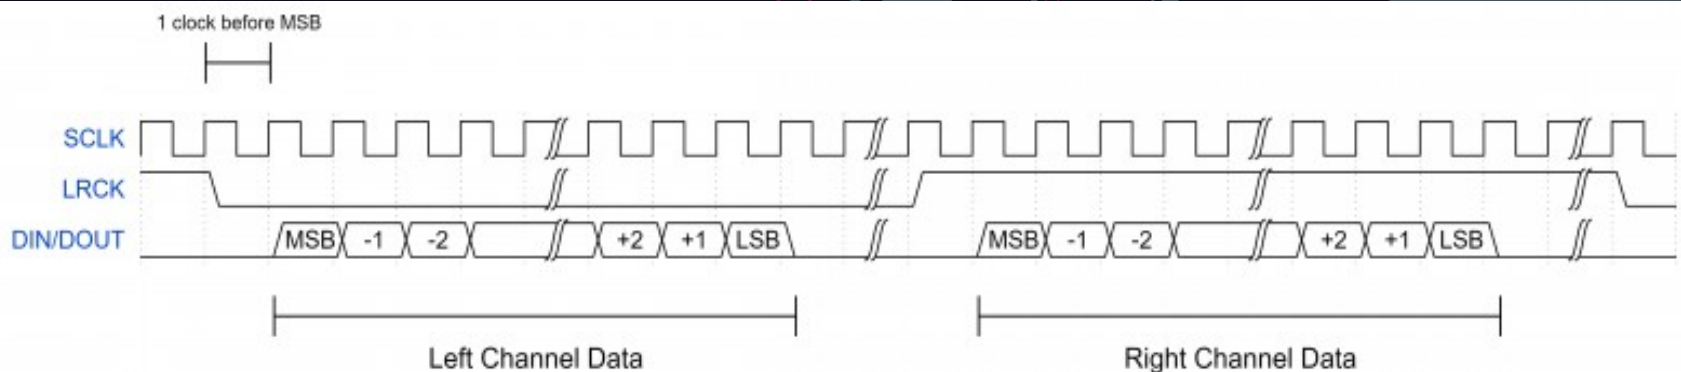 1 clock before MSB
SCLK
LRCK
DIN/DOUT MSB -1 -2 +2 +1 LSB MSB -1 -2 +2 +1 LSB
Left Channel Data Right Channel Data